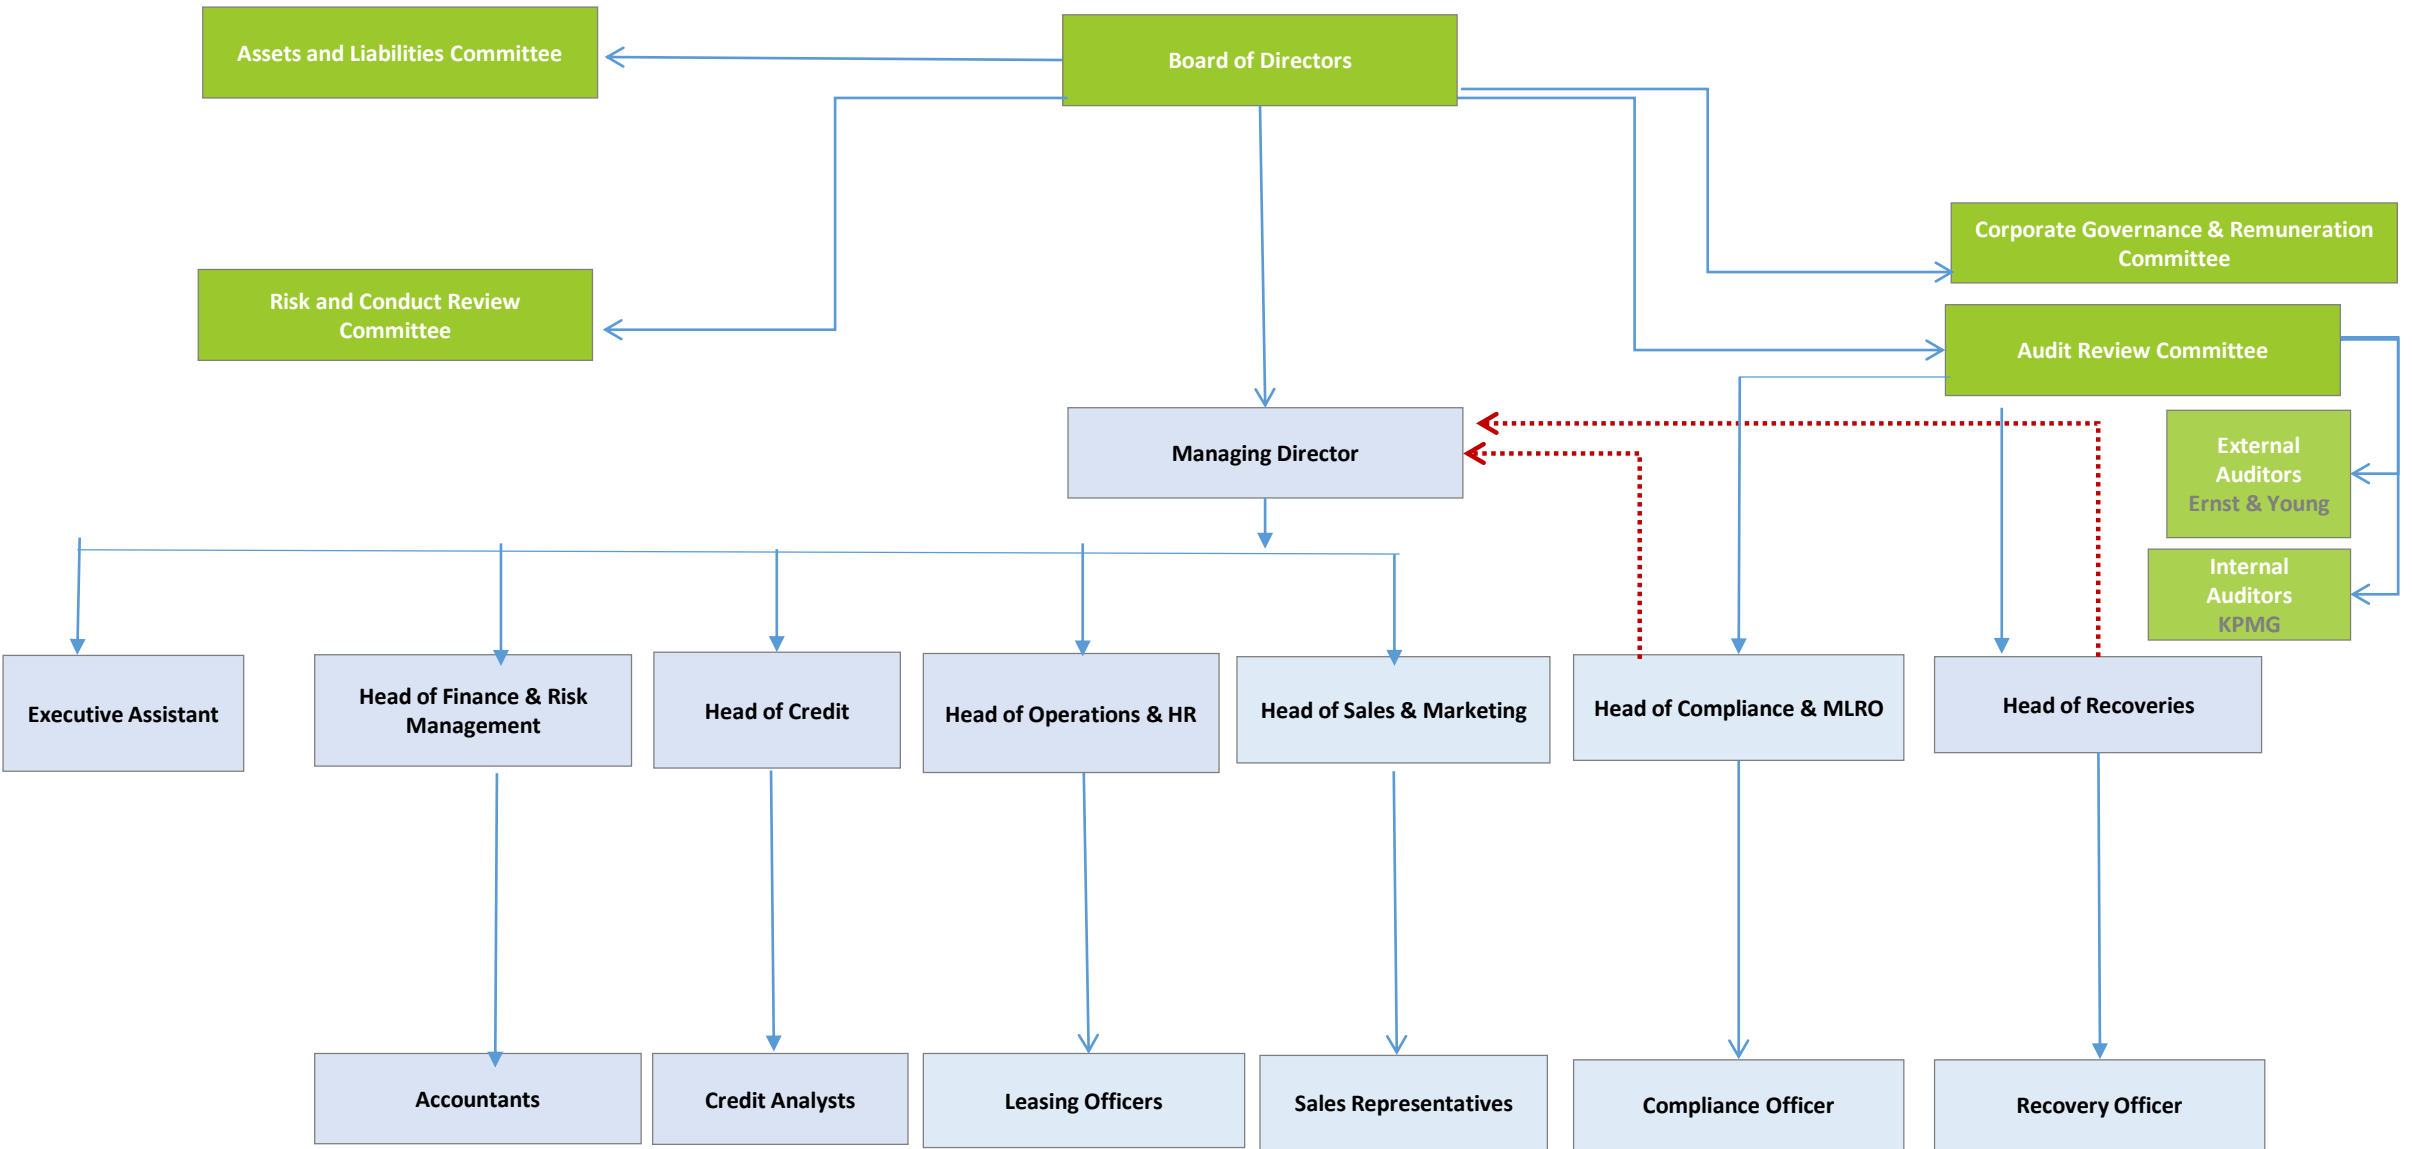 Assets and Liabilities Committee
Board of Directors
Corporate Governance & Remuneration
Committee
Risk and Conduct Review
Committee
Audit Review Committee
Managing Director
External
Auditors
Ernst & Young
Internal
Auditors
KPMG
Executive Assistant
Head of Finance & Risk
Management
Head of Credit
Head of Operations & HR
Head of Sales & Marketing
Head of Compliance & MLRO
Head of Recoveries
Accountants
Credit Analysts
Leasing Officers
Sales Representatives
Compliance Officer
Recovery Officer